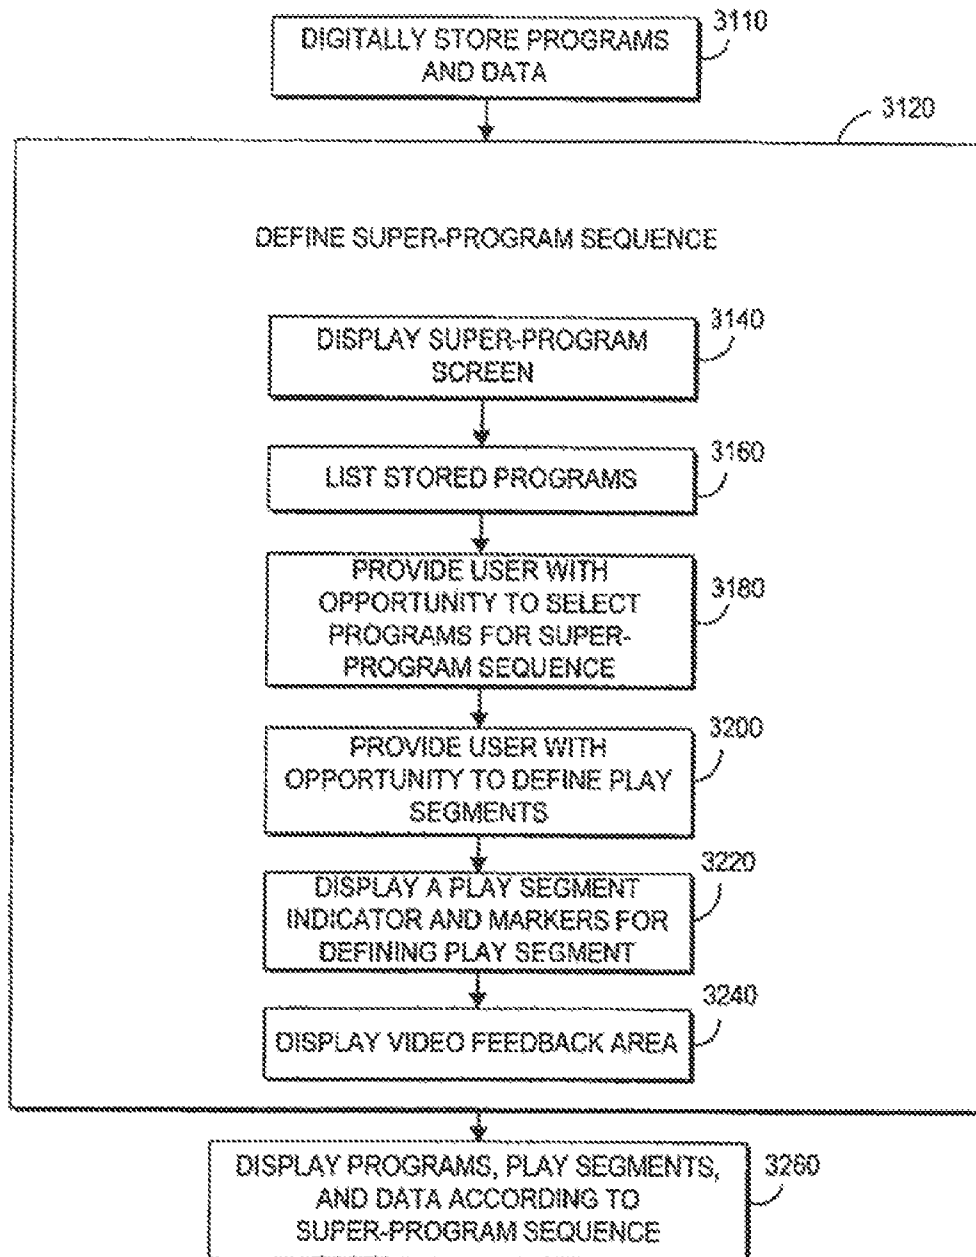 DIGITALLY STORE PROGRAMS
AND DATA
3110
3120
DEFINE SUPER-PROGRAM SEQUENCE
DISPLAY SUPER-PROGRAM
SCREEN
3140
LIST STORED PROGRAMS
3160
PROVIDE USER WITH
OPPORTUNITY TO SELECT
PROGRAMS FOR SUPER-
PROGRAM SEQUENCE
3180
PROVIDE USER WITH
OPPORTUNITY TO DEFINE PLAY
SEGMENTS
3200
DISPLAY A PLAY SEGMENT
INDICATOR AND MARKERS FOR
DEFINING PLAY SEGMENT
3220
DISPLAY VIDEO FEEDBACK AREA
3240
DISPLAY PROGRAMS, PLAY SEGMENTS,
AND DATA ACCORDING TO
SUPER-PROGRAM SEQUENCE
3260